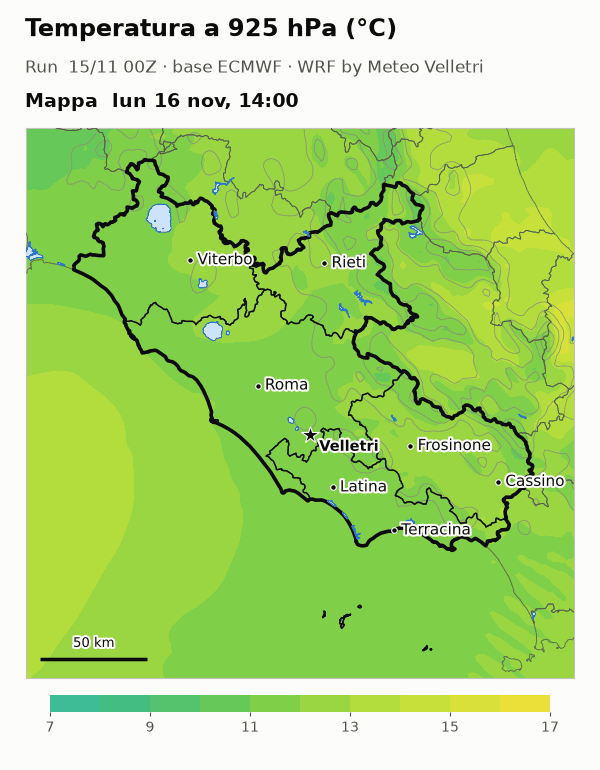 Temperatura a 925 hPa (°C)
Run  15/11 00Z · base ECMWF · WRF by Meteo Velletri
Mappa  lun 16 nov, 14:00
Viterbo
Rieti
Roma
Velletri
Frosinone
Latina
Cassino
Terracina
50 km
7 9 11 13 15 17